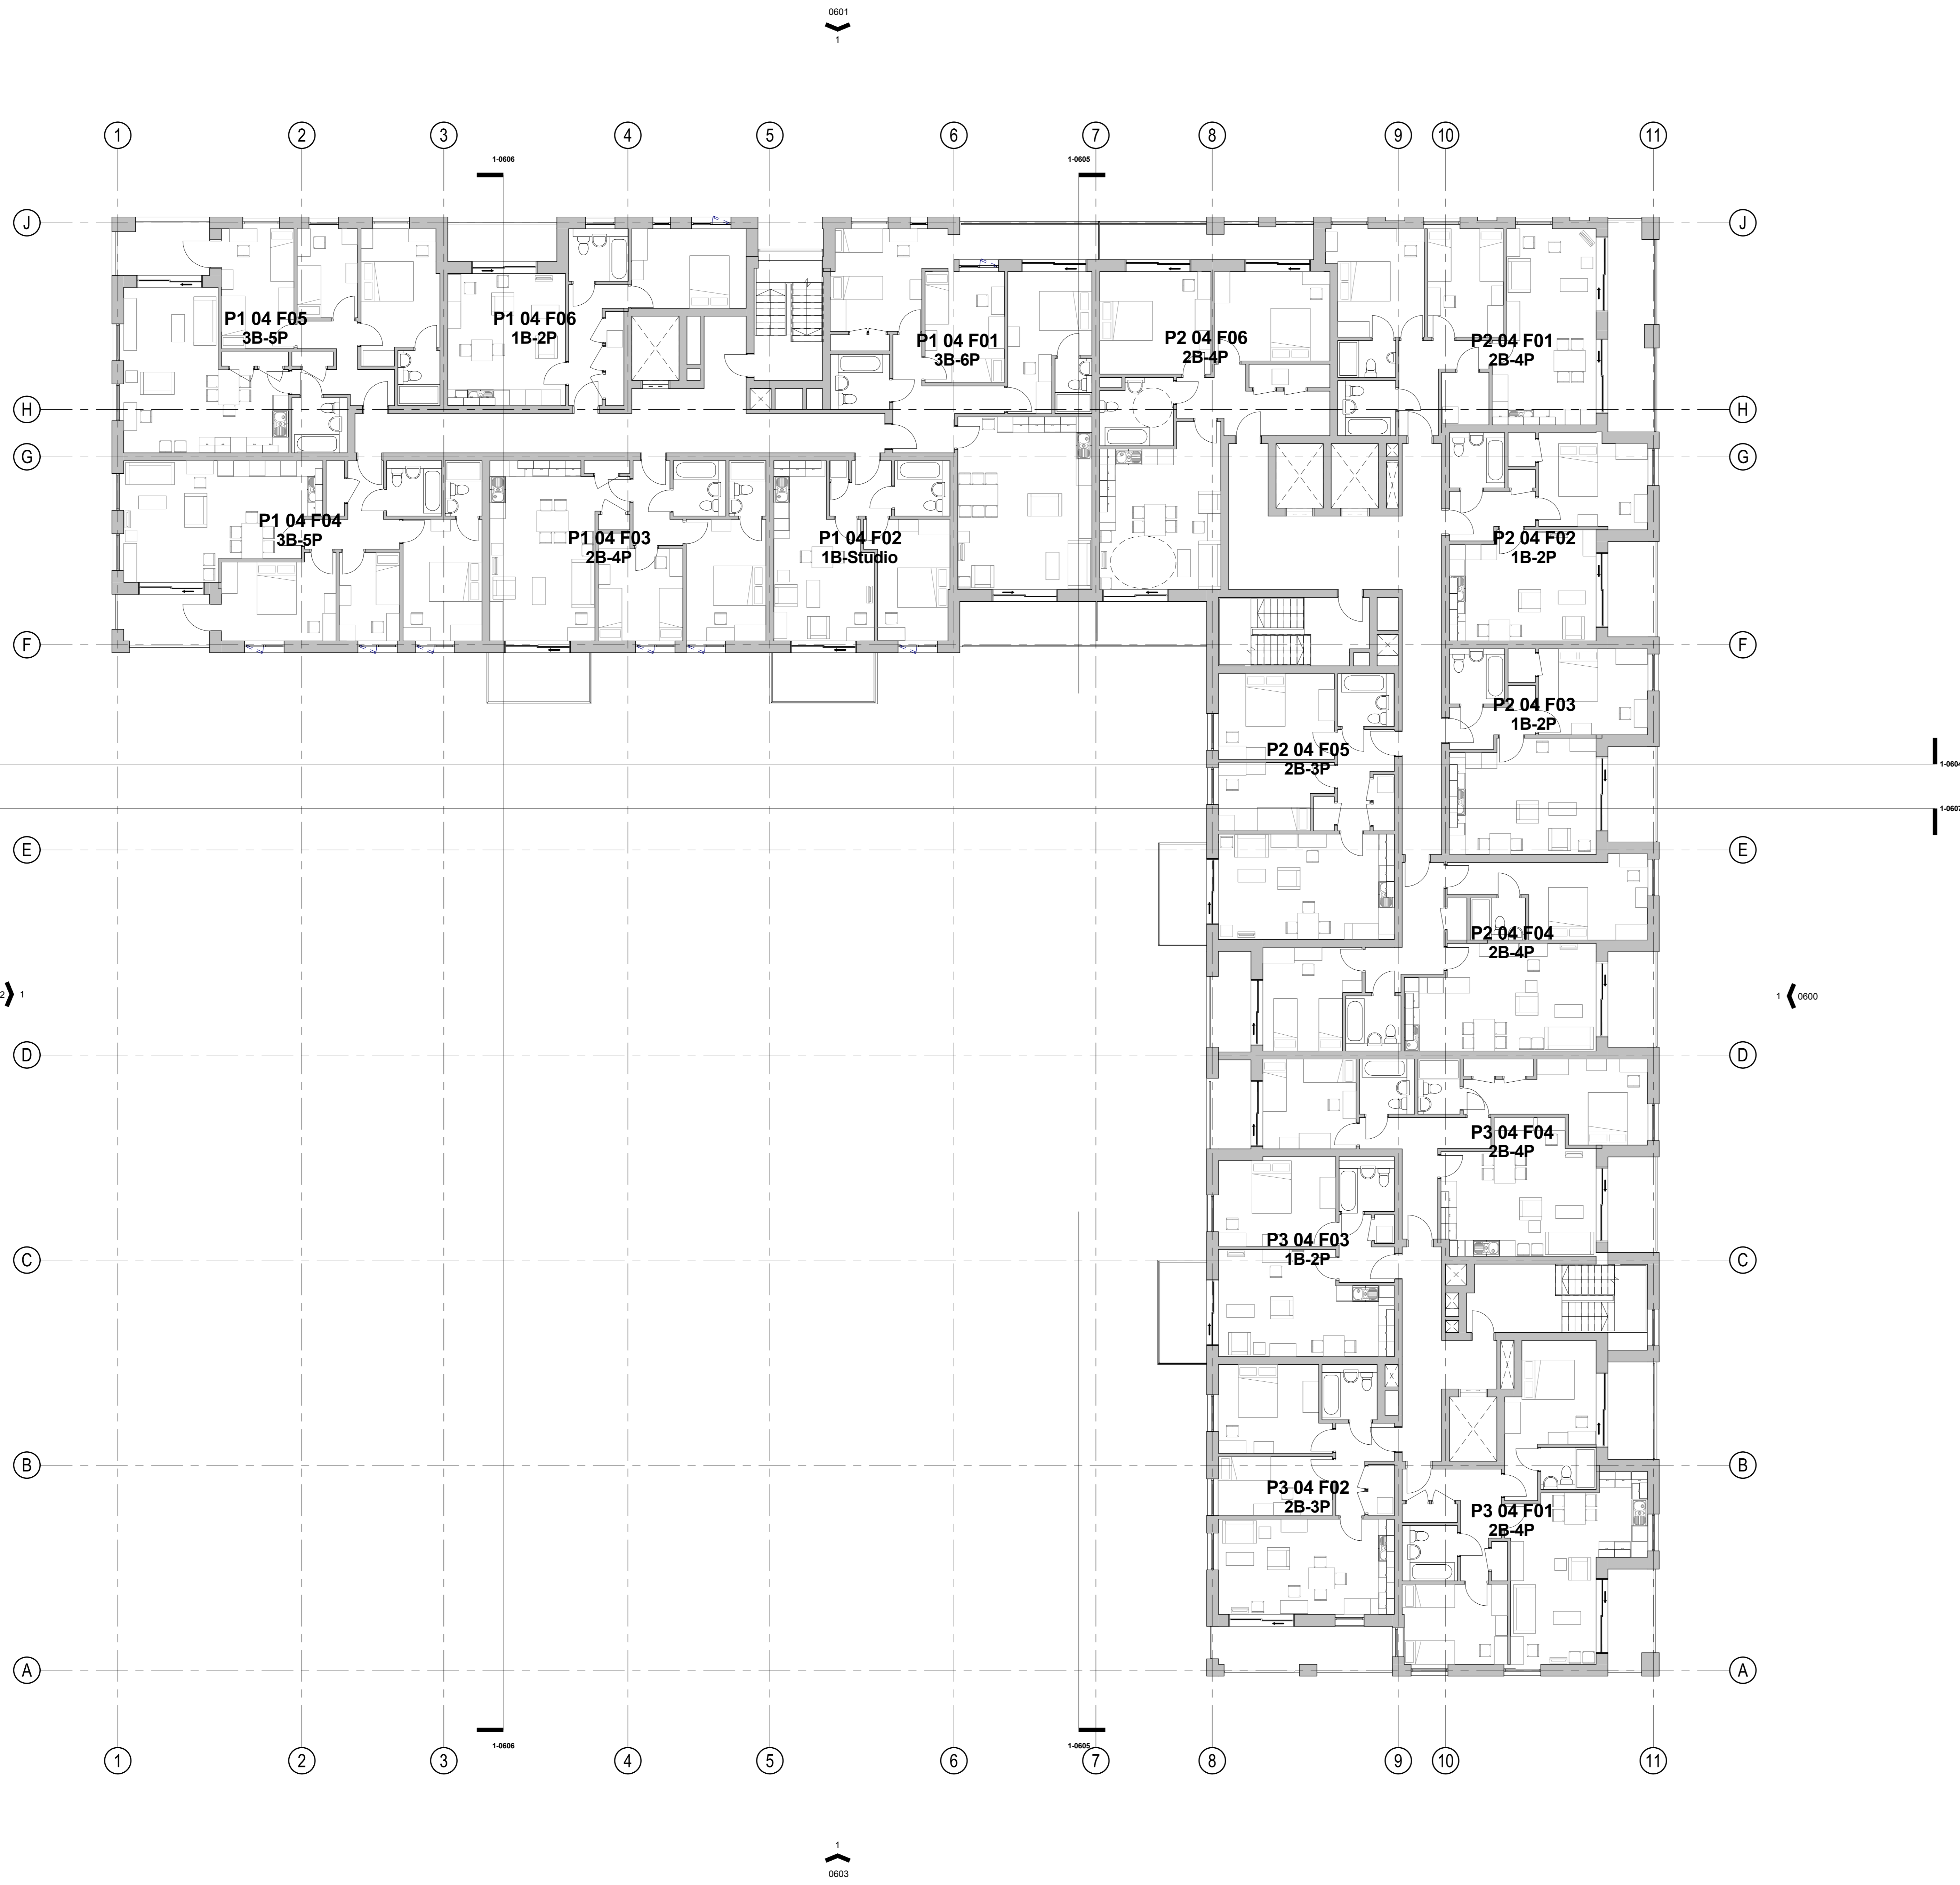 0601
1
1 2 3 4 5 6 7 8 9 10 11
1-0606 1-0605
J J
P1 04 F05
3B-5P
P1 04 F06
1B-2P
P1 04 F01
3B-6P
P2 04 F06
2B-4P
P2 04 F01
2B-4P
H H
G G
P1 04 F04
3B-5P
P1 04 F03
2B-4P
P1 04 F02
1B-Studio
P2 04 F02
1B-2P
F F
P2 04 F03
1B-2P
P2 04 F05
2B-3P
1-0604
1-0607
E E
P2 04 F04
2B-4P
2 1
1 0600
D D
P3 04 F04
2B-4P
P3 04 F03
1B-2P
C C
B B
P3 04 F02
2B-3P
P3 04 F01
2B-4P
A A
1-0606 1-0605
1 2 3 4 5 6 7 8 9 10 11
1
0603